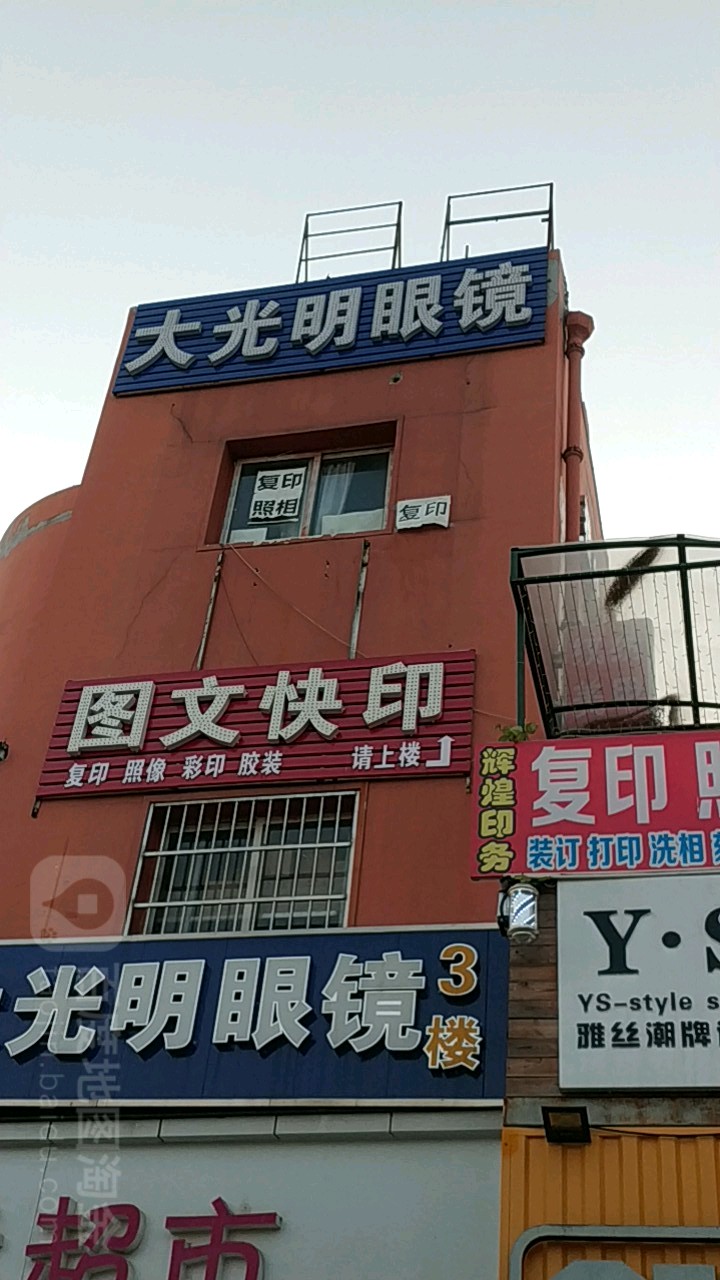 大光明眼镜
复印
照相
复印
图文快印
复印 照像 彩印 胶装 请上楼
辉煌印务
复印
装订 打印 洗相
光明眼镜
3楼
Y·S
YS-style s
雅丝潮牌
超市